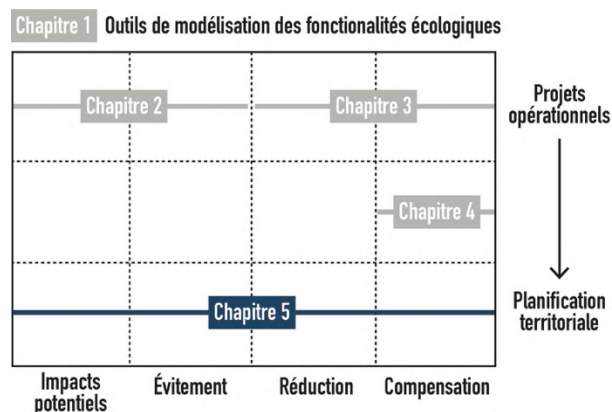 Chapitre 1 Outils de modélisation des fonctionalités écologiques
Chapitre 2
Chapitre 3
Projets
opérationnels
Chapitre 4
Chapitre 5
Planification
territoriale
Impacts
potentiels
Évitement
Réduction
Compensation